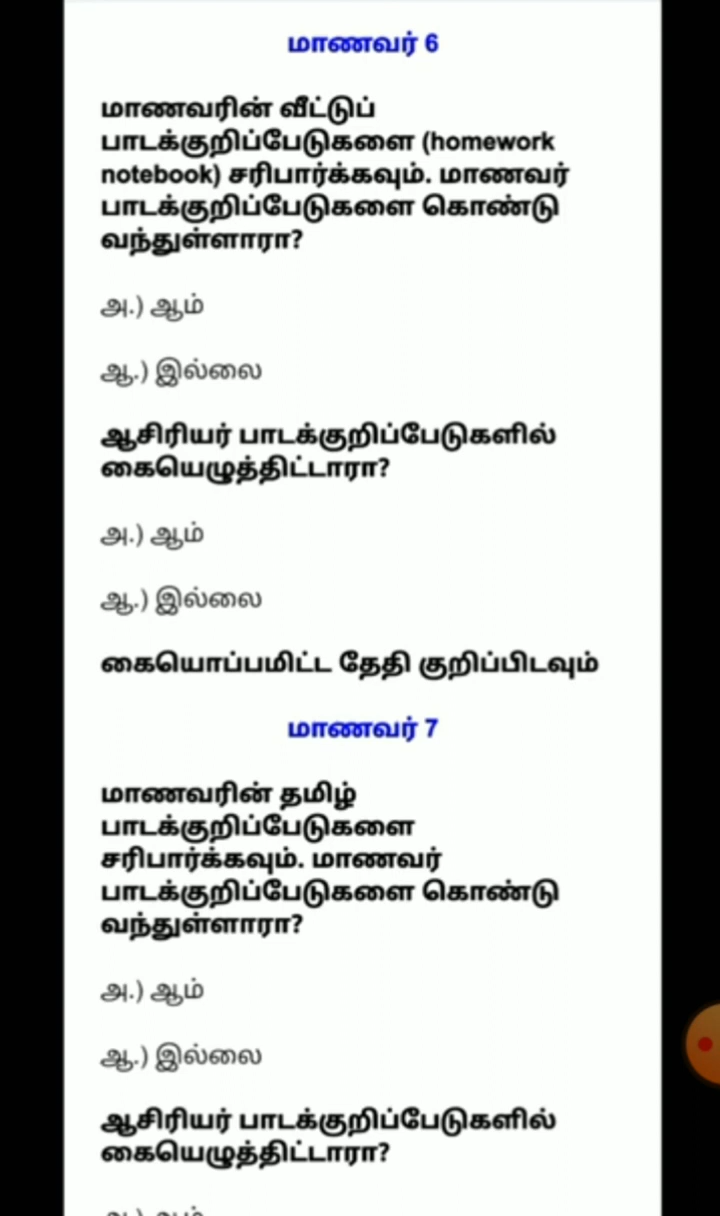 மாணவர் 6
மாணவரின் வீட்டுப்
பாடக்குறிப்பேடுகளை (homework
notebook) சரிபார்க்கவும். மாணவர்
பாடக்குறிப்பேடுகளை கொண்டு
வந்துள்ளாரா?
அ.) ஆம்
ஆ.) இல்லை
ஆசிரியர் பாடக்குறிப்பேடுகளில்
கையெழுத்திட்டாரா?
அ.) ஆம்
ஆ.) இல்லை
கையொப்பமிட்ட தேதி குறிப்பிடவும்
மாணவர் 7
மாணவரின் தமிழ்
பாடக்குறிப்பேடுகளை
சரிபார்க்கவும். மாணவர்
பாடக்குறிப்பேடுகளை கொண்டு
வந்துள்ளாரா?
அ.) ஆம்
ஆ.) இல்லை
ஆசிரியர் பாடக்குறிப்பேடுகளில்
கையெழுத்திட்டாரா?